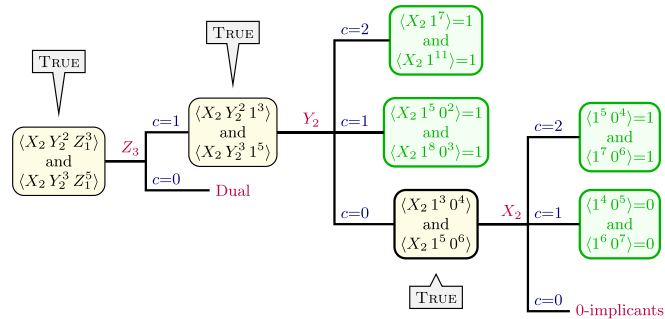 TRUE
TRUE
⟨X₂ Y₂² Z₁³⟩
and
⟨X₂ Y₂³ Z₁⁵⟩
Z₃
c=1
c=0
Dual
⟨X₂ Y₂² 1³⟩
and
⟨X₂ Y₂³ 1⁵⟩
Y₂
c=2
⟨X₂ 1⁷⟩=1
and
⟨X₂ 1¹¹⟩=1
c=1
⟨X₂ 1⁵ 0²⟩=1
and
⟨X₂ 1⁸ 0³⟩=1
c=0
⟨X₂ 1³ 0⁴⟩
and
⟨X₂ 1⁵ 0⁶⟩
TRUE
X₂
c=2
⟨1⁵ 0⁴⟩=1
and
⟨1⁷ 0⁶⟩=1
c=1
⟨1⁴ 0⁵⟩=0
and
⟨1⁶ 0⁷⟩=0
c=0
0-implicants